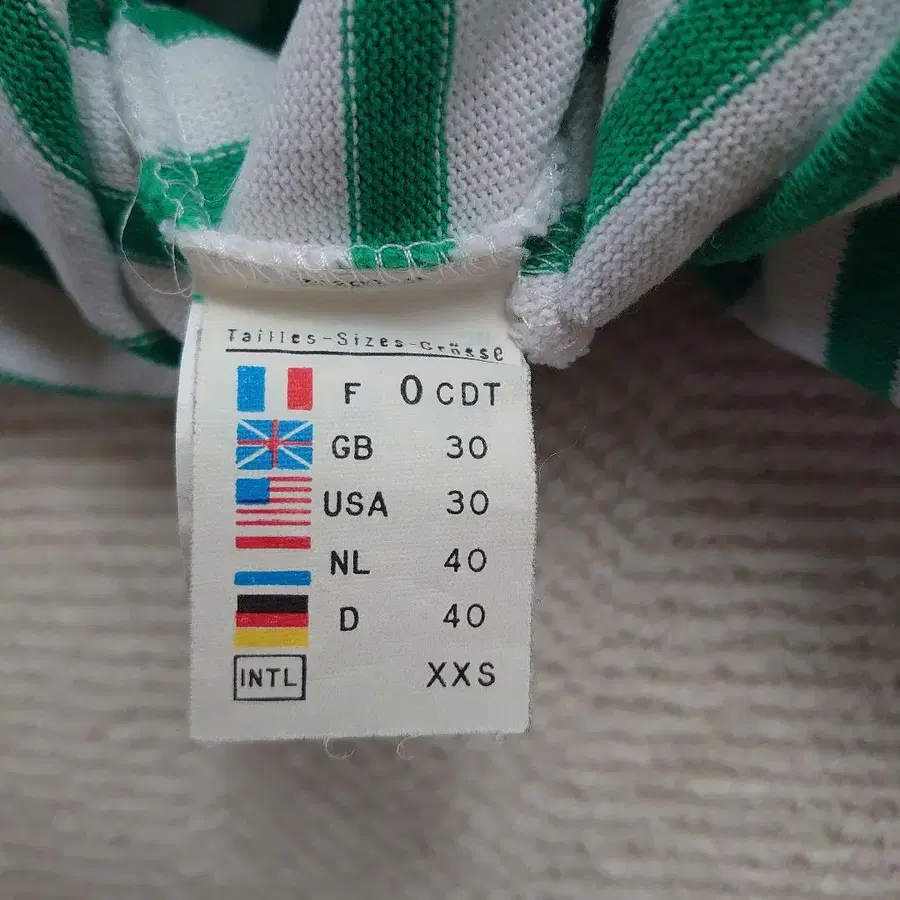 Tailles-Sizes-Grösse
F 0 CDT
GB 30
USA 30
NL 40
D 40
INTL XXS